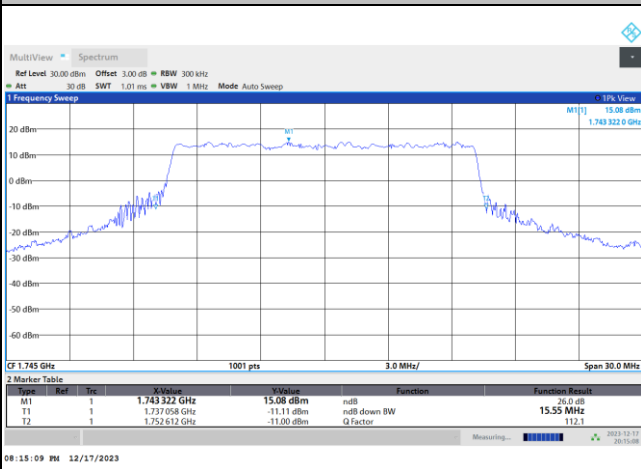 MultiView Spectrum
Ref Level 30.00 dBm Offset 3.00 dB RBW 300 kHz
Att 30 dB SWT 1.01 ms VBW 1 MHz Mode Auto Sweep
1 Frequency Sweep 1Pk View
M1[1] 15.08 dBm
1.743 322 0 GHz
M1
20 dBm
10 dBm
0 dBm
T1 T2
-10 dBm
-20 dBm
-30 dBm
-40 dBm
-50 dBm
-60 dBm
CF 1.745 GHz 1001 pts 3.0 MHz/ Span 30.0 MHz
2 Marker Table
Type Ref Trc X-Value Y-Value Function Function Result
M1 1 1.743 322 GHz 15.08 dBm ndB 26.0 dB
T1 1 1.737 058 GHz -11.11 dBm ndB down BW 15.55 MHz
T2 1 1.752 612 GHz -11.00 dBm Q Factor 112.1
Measuring... 2023-12-17
20:15:08
08:15:09 PM 12/17/2023